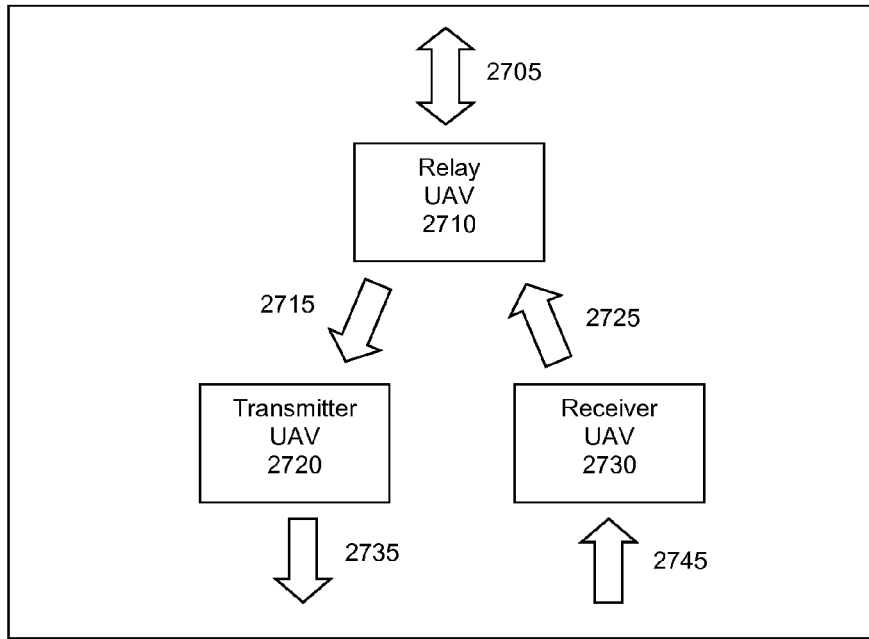 2705
Relay
UAV
2710
2715
2725
Transmitter
UAV
2720
Receiver
UAV
2730
2735
2745